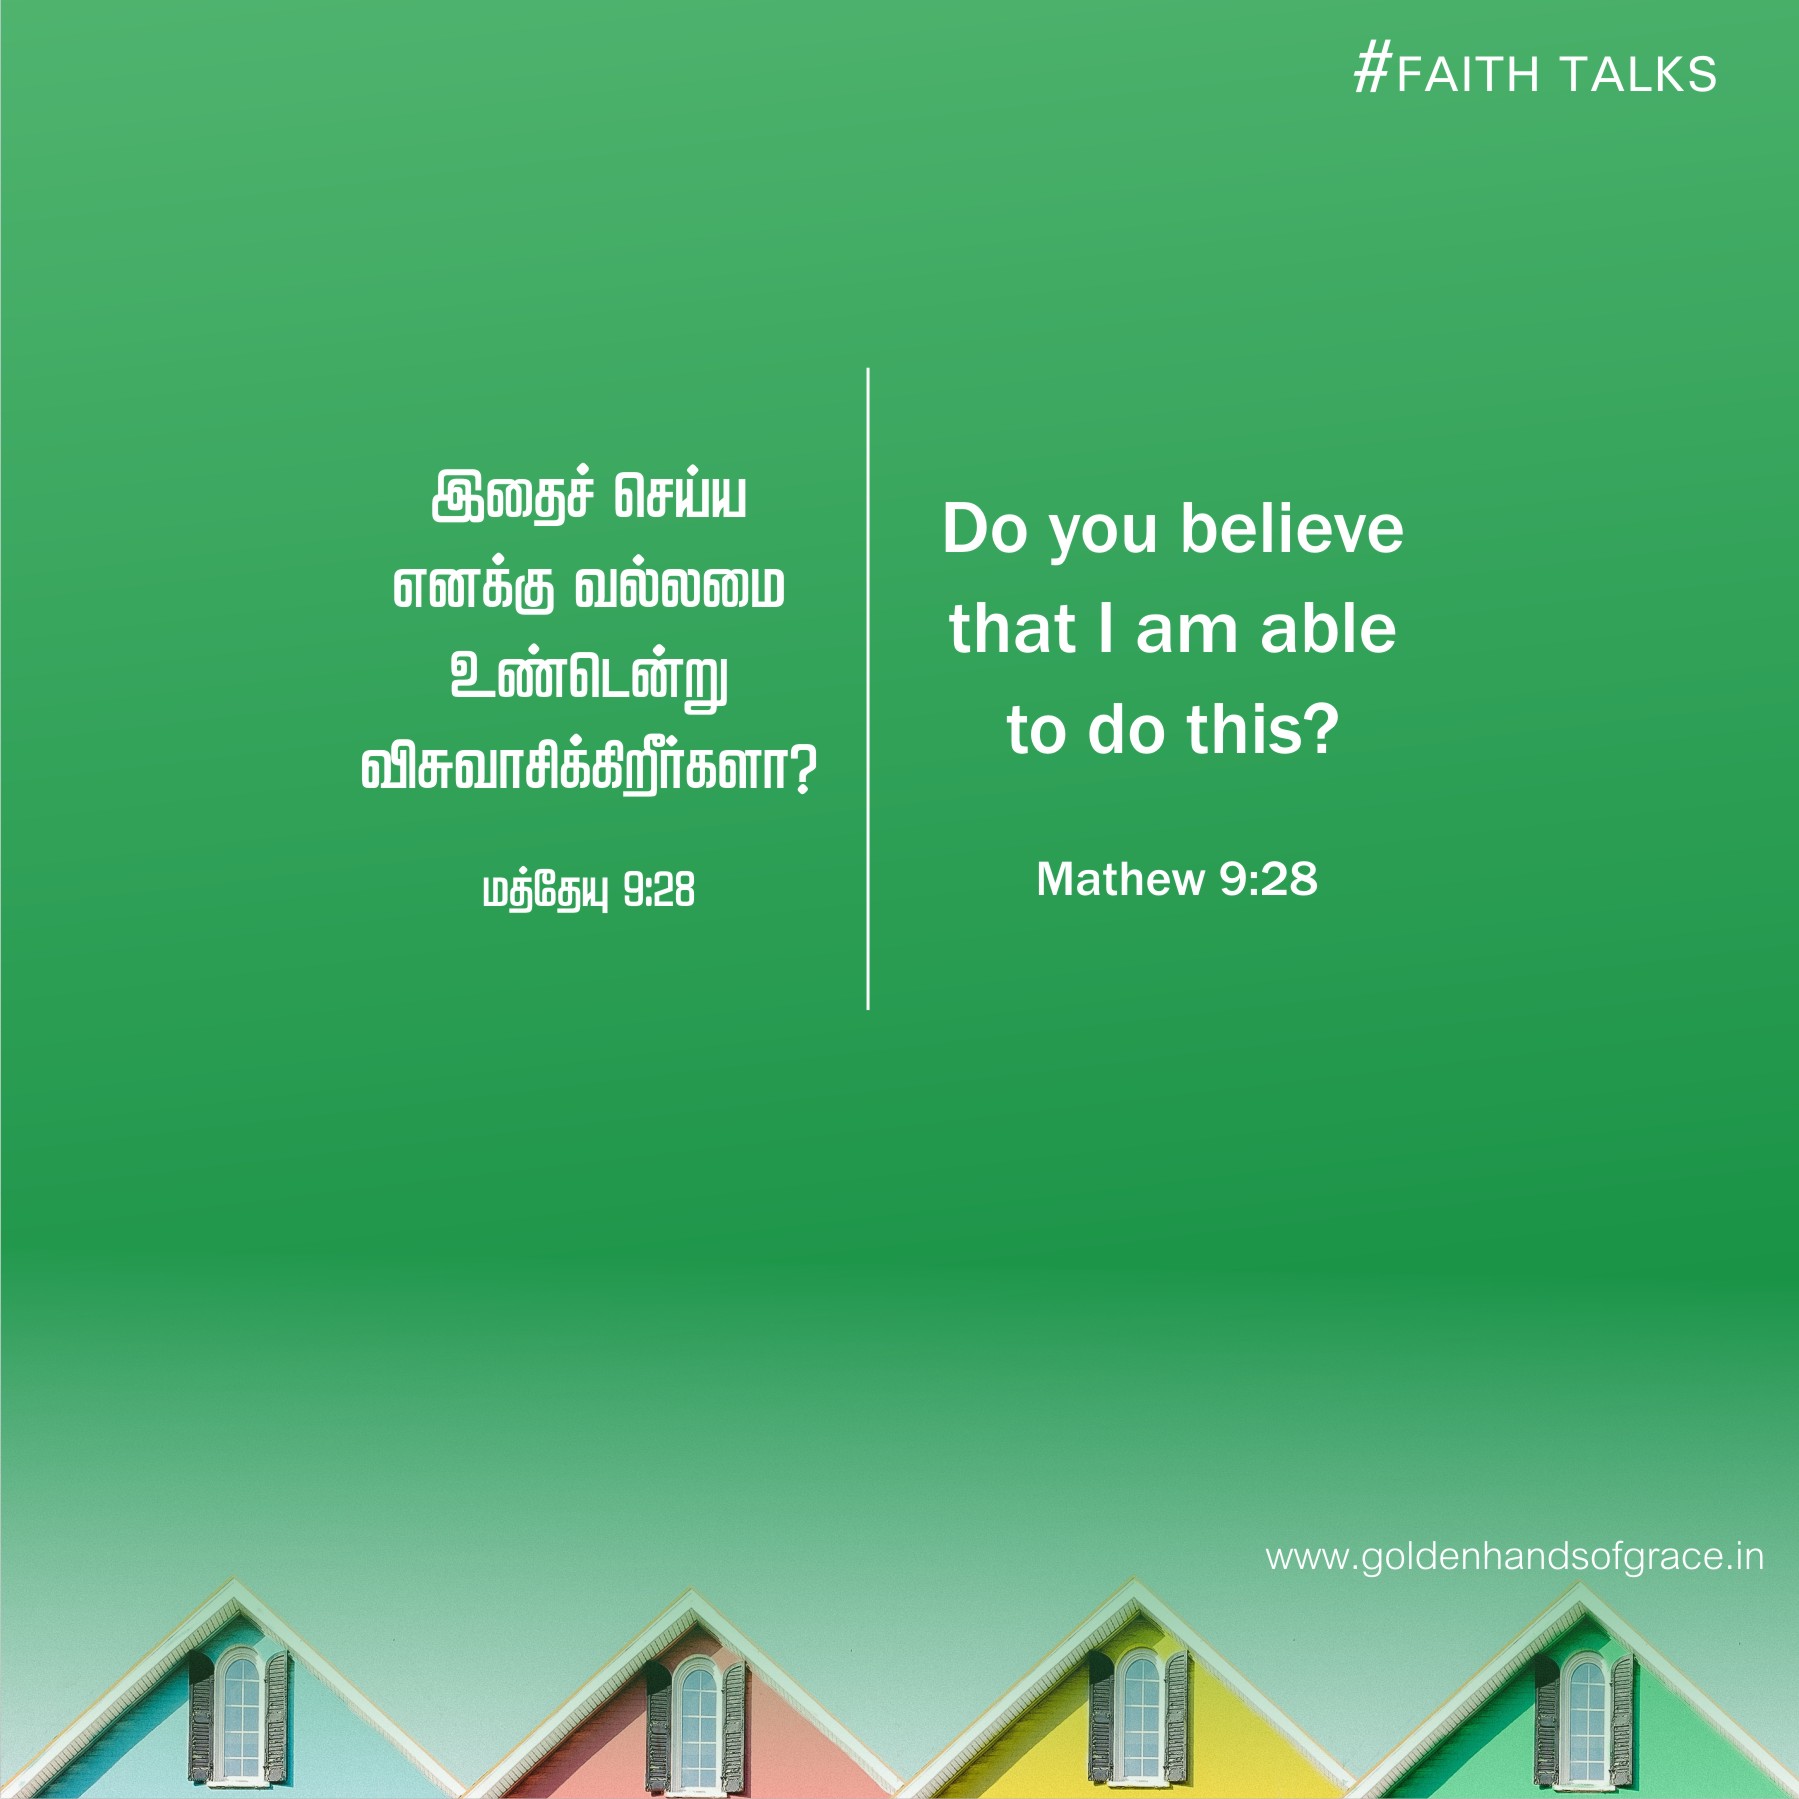 #FAITH TALKS
இதைச் செய்ய
எனக்கு வல்லமை
உண்டென்று
விசுவாசிக்கிறீர்களா?
மத்தேயு 9:28
Do you believe
that I am able
to do this?
Mathew 9:28
www.goldenhandsofgrace.in